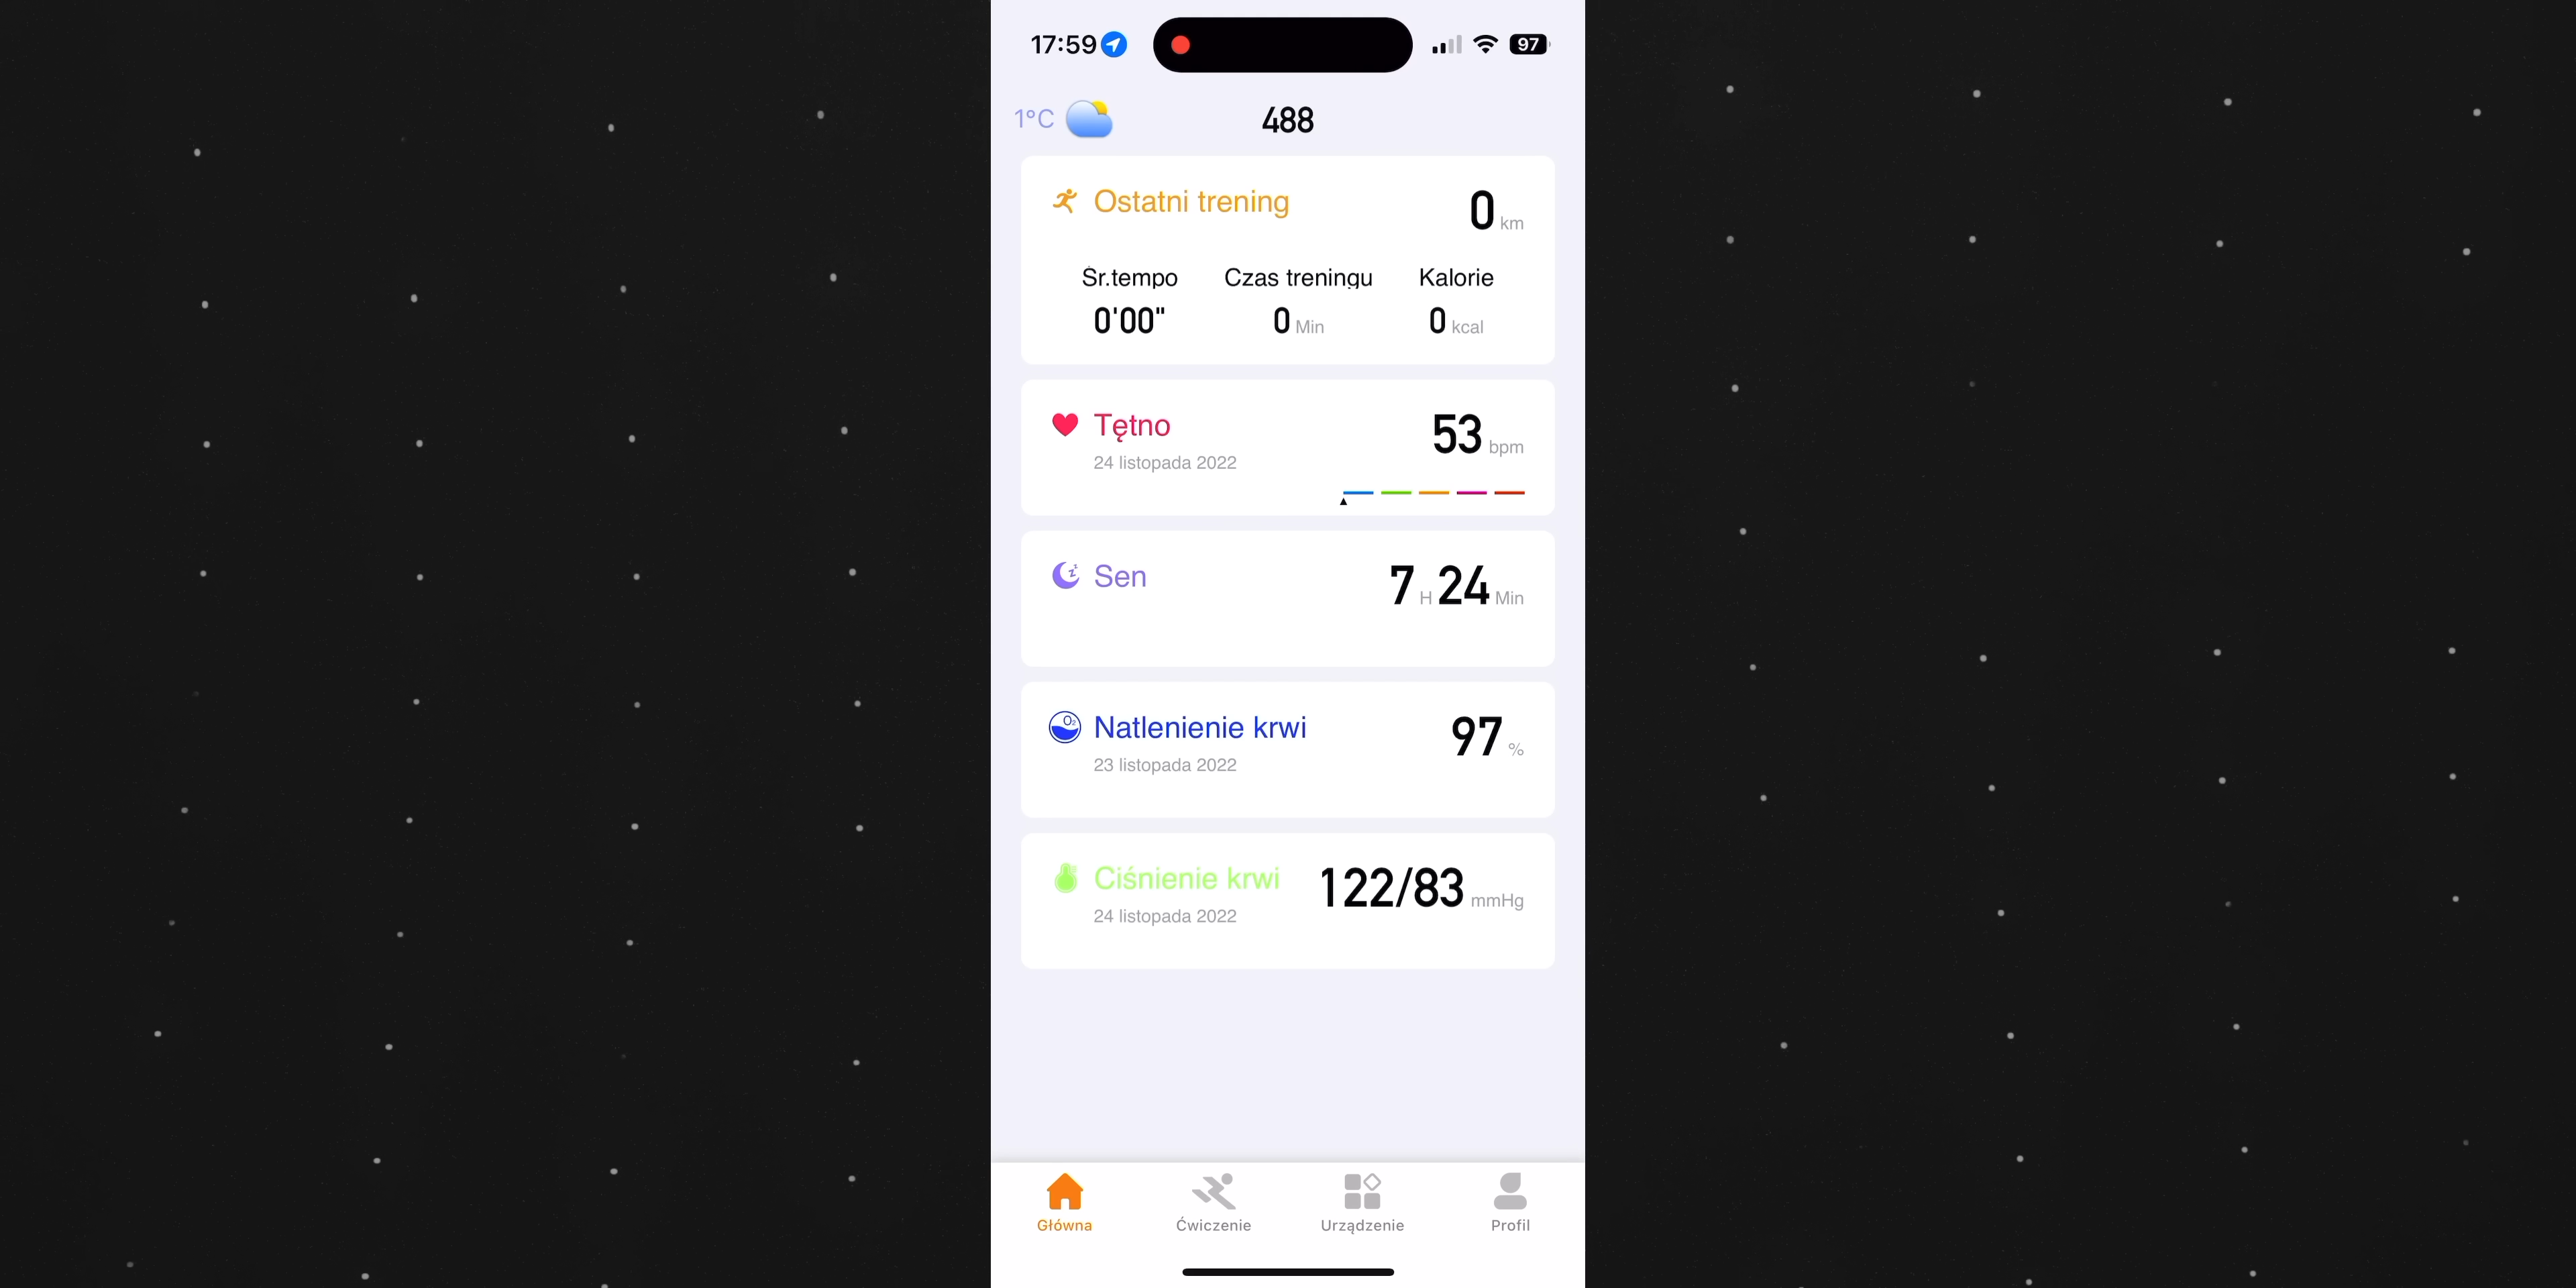 17:59
97
1°C
488
Ostatni trening
0 km
Śr.tempo Czas treningu Kalorie
0'00" 0 Min 0 kcal
Tętno
53 bpm
24 listopada 2022
Sen
7 H 24 Min
O₂
Natlenienie krwi
97 %
23 listopada 2022
Ciśnienie krwi
122/83 mmHg
24 listopada 2022
Główna Ćwiczenie Urządzenie Profil